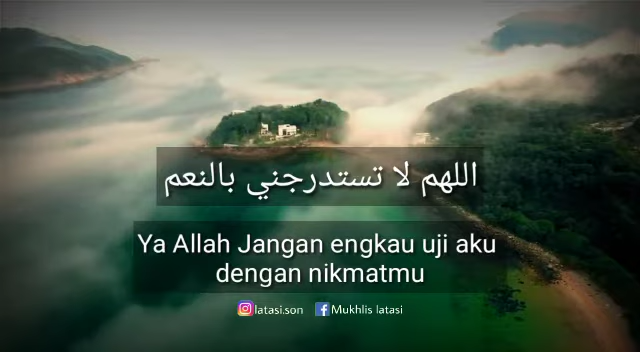 اللهم لا تستدرجني بالنعم
Ya Allah Jangan engkau uji aku
dengan nikmatmu
latasi.son Mukhlis latasi